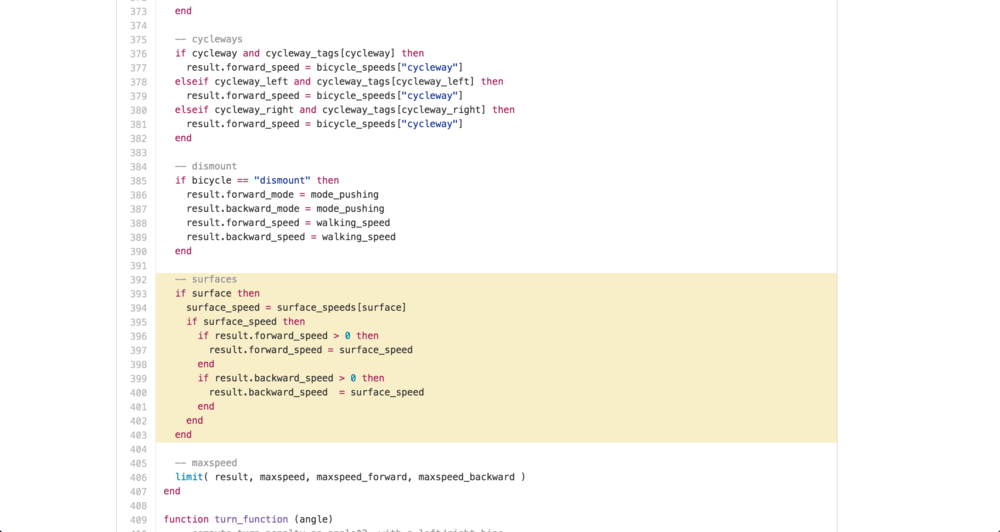 373 end
374
375 -- cycleways
376 if cycleway and cycleway_tags[cycleway] then
377 result.forward_speed = bicycle_speeds["cycleway"]
378 elseif cycleway_left and cycleway_tags[cycleway_left] then
379 result.forward_speed = bicycle_speeds["cycleway"]
380 elseif cycleway_right and cycleway_tags[cycleway_right] then
381 result.forward_speed = bicycle_speeds["cycleway"]
382 end
383
384 -- dismount
385 if bicycle == "dismount" then
386 result.forward_mode = mode_pushing
387 result.backward_mode = mode_pushing
388 result.forward_speed = walking_speed
389 result.backward_speed = walking_speed
390 end
391
392 -- surfaces
393 if surface then
394 surface_speed = surface_speeds[surface]
395 if surface_speed then
396 if result.forward_speed > 0 then
397 result.forward_speed = surface_speed
398 end
399 if result.backward_speed > 0 then
400 result.backward_speed  = surface_speed
401 end
402 end
403 end
404
405 -- maxspeed
406 limit( result, maxspeed, maxspeed_forward, maxspeed_backward )
407 end
408
409 function turn_function (angle)